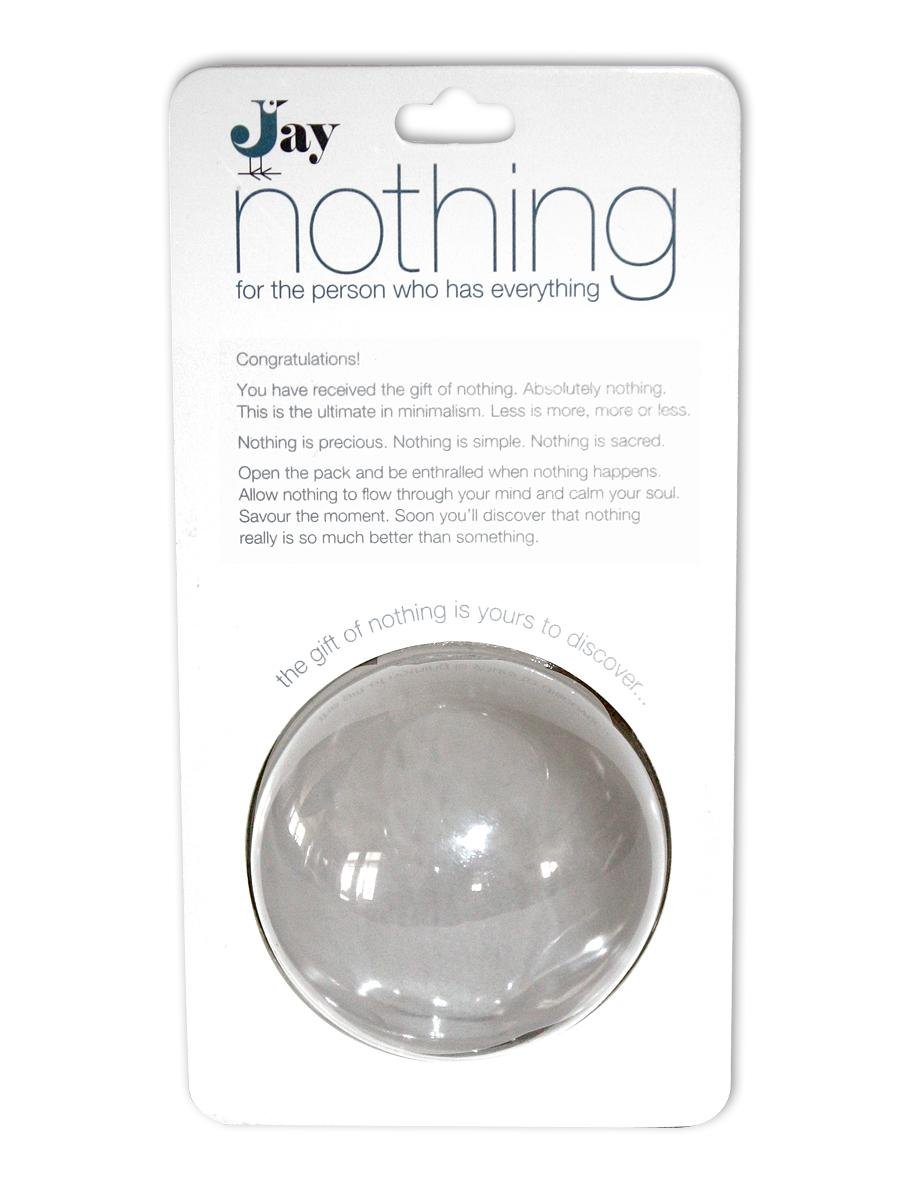 Jay
nothing
for the person who has everything
Congratulations!
You have received the gift of nothing. Absolutely nothing.
This is the ultimate in minimalism. Less is more, more or less.
Nothing is precious. Nothing is simple. Nothing is sacred.
Open the pack and be enthralled when nothing happens.
Allow nothing to flow through your mind and calm your soul.
Savour the moment. Soon you'll discover that nothing
really is so much better than something.
the gift of nothing is yours to discover...